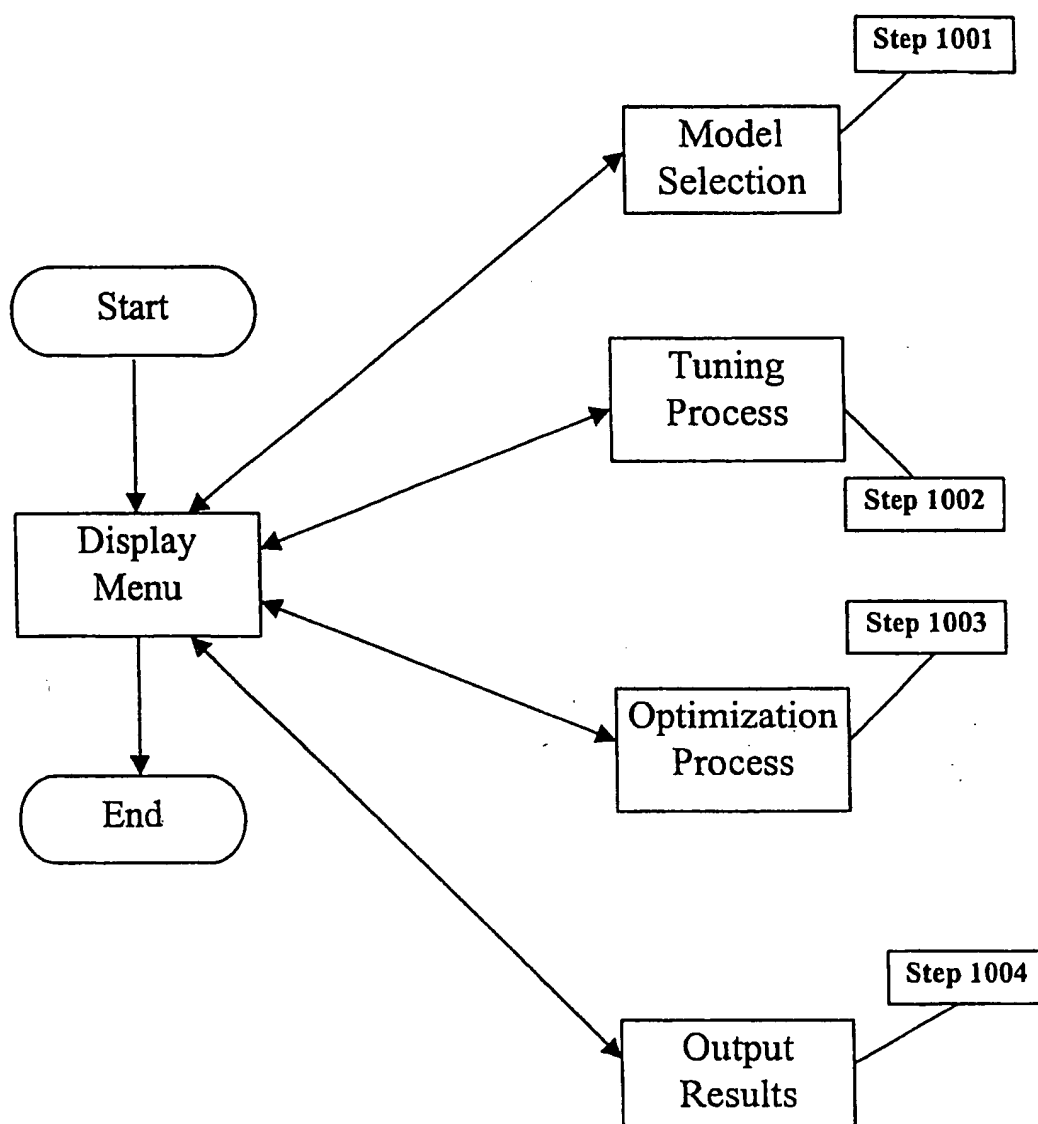 Step 1001
Model
Selection
Start
Tuning
Process
Step 1002
Display
Menu
Step 1003
Optimization
Process
End
Step 1004
Output
Results